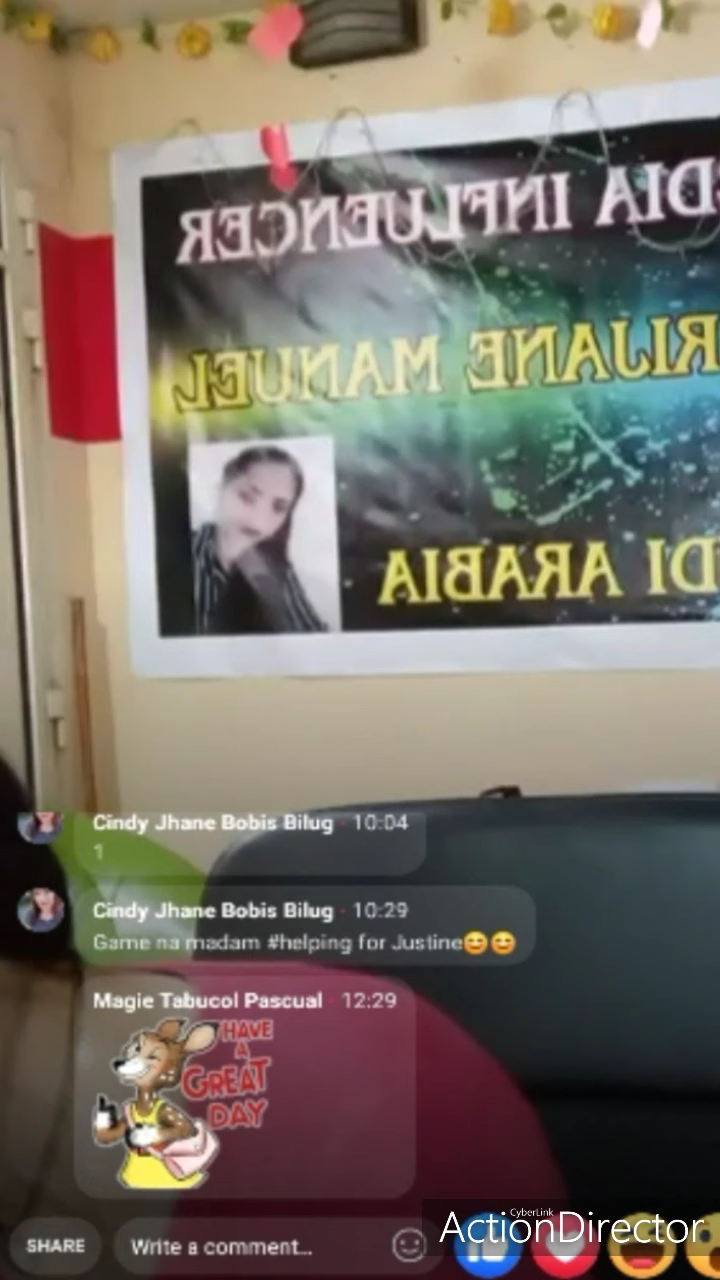 EDIA INFLUENCER
RIJANE MANUEL
DI ARABIA
Cindy Jhane Bobis Bilug · 10:04
1
Cindy Jhane Bobis Bilug · 10:29
Game na madam #helping for Justine😄😄
Magie Tabucol Pascual · 12:29
HAVE
A
GREAT
DAY
CyberLink
ActionDirector
SHARE
Write a comment...